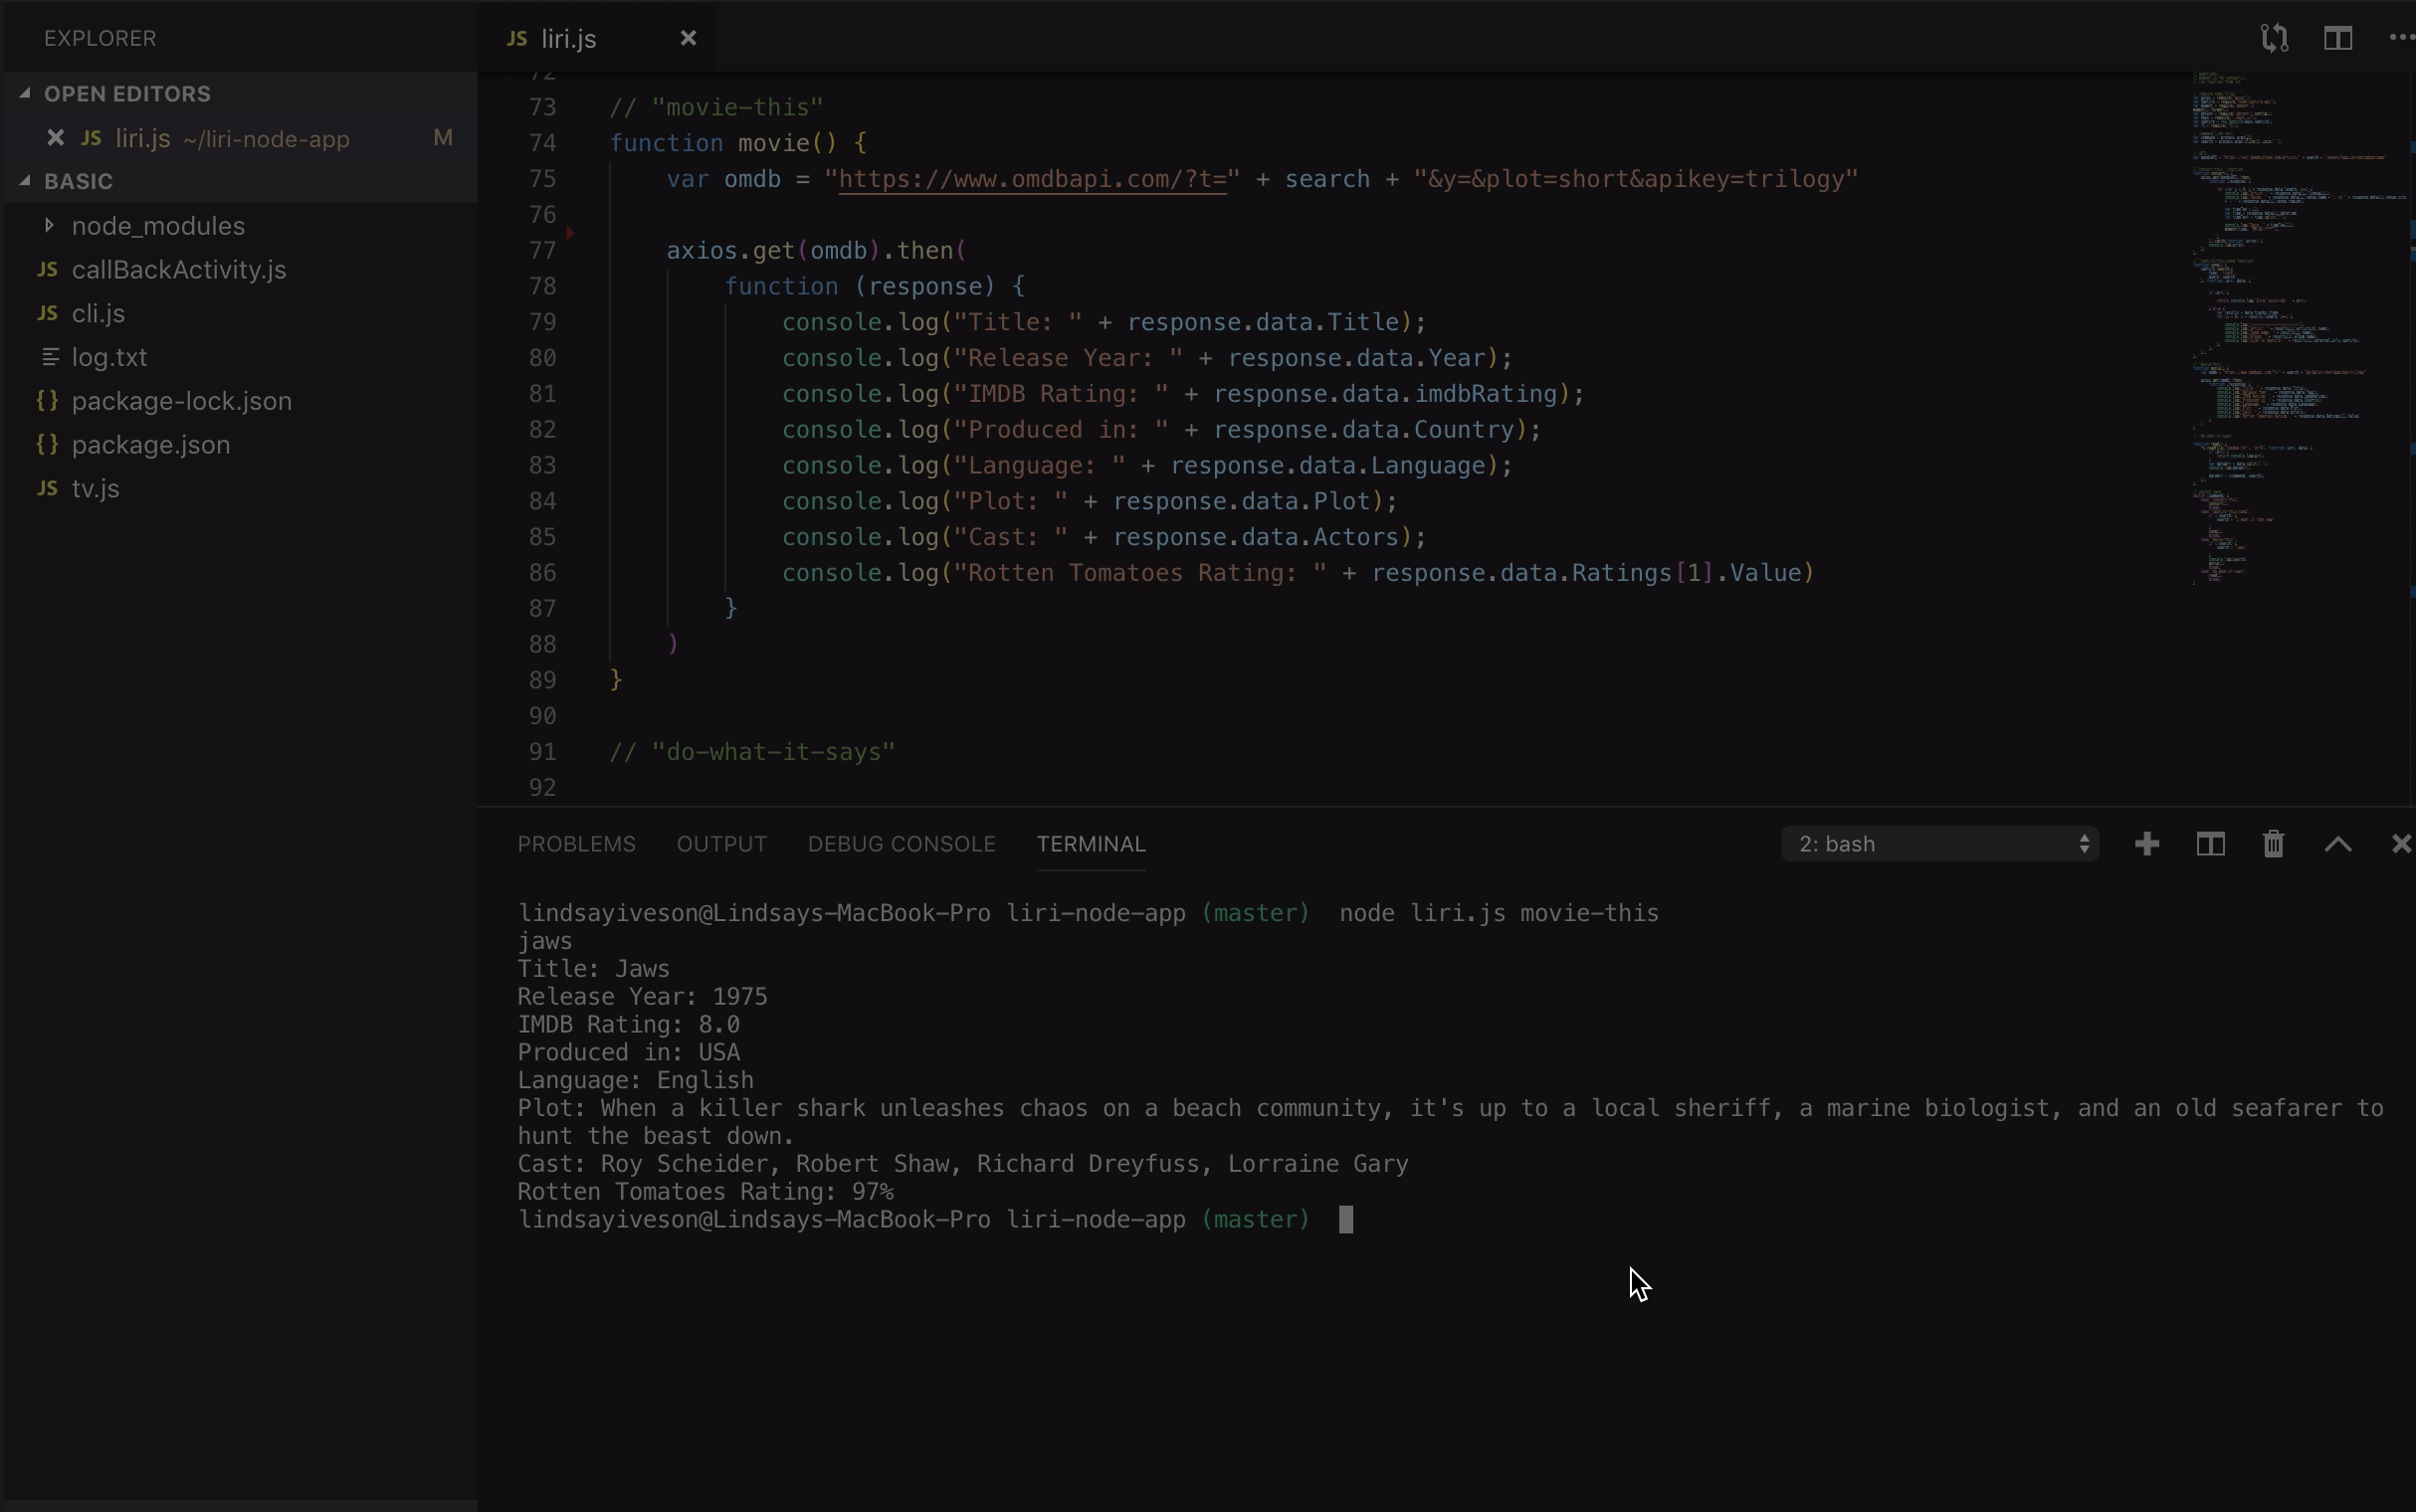 EXPLORER
OPEN EDITORS
JS liri.js ~/liri-node-app M
BASIC
node_modules
JS callBackActivity.js
JS cli.js
log.txt
{} package-lock.json
{} package.json
JS tv.js
JS liri.js
72
73 // "movie-this"
74 function movie() {
75 var omdb = "https://www.omdbapi.com/?t=" + search + "&y=&plot=short&apikey=trilogy"
76
77 axios.get(omdb).then(
78 function (response) {
79 console.log("Title: " + response.data.Title);
80 console.log("Release Year: " + response.data.Year);
81 console.log("IMDB Rating: " + response.data.imdbRating);
82 console.log("Produced in: " + response.data.Country);
83 console.log("Language: " + response.data.Language);
84 console.log("Plot: " + response.data.Plot);
85 console.log("Cast: " + response.data.Actors);
86 console.log("Rotten Tomatoes Rating: " + response.data.Ratings[1].Value)
87 }
88 )
89 }
90
91 // "do-what-it-says"
92
PROBLEMS OUTPUT DEBUG CONSOLE TERMINAL 2: bash
lindsayiveson@Lindsays-MacBook-Pro liri-node-app (master) node liri.js movie-this
jaws
Title: Jaws
Release Year: 1975
IMDB Rating: 8.0
Produced in: USA
Language: English
Plot: When a killer shark unleashes chaos on a beach community, it's up to a local sheriff, a marine biologist, and an old seafarer to
hunt the beast down.
Cast: Roy Scheider, Robert Shaw, Richard Dreyfuss, Lorraine Gary
Rotten Tomatoes Rating: 97%
lindsayiveson@Lindsays-MacBook-Pro liri-node-app (master)